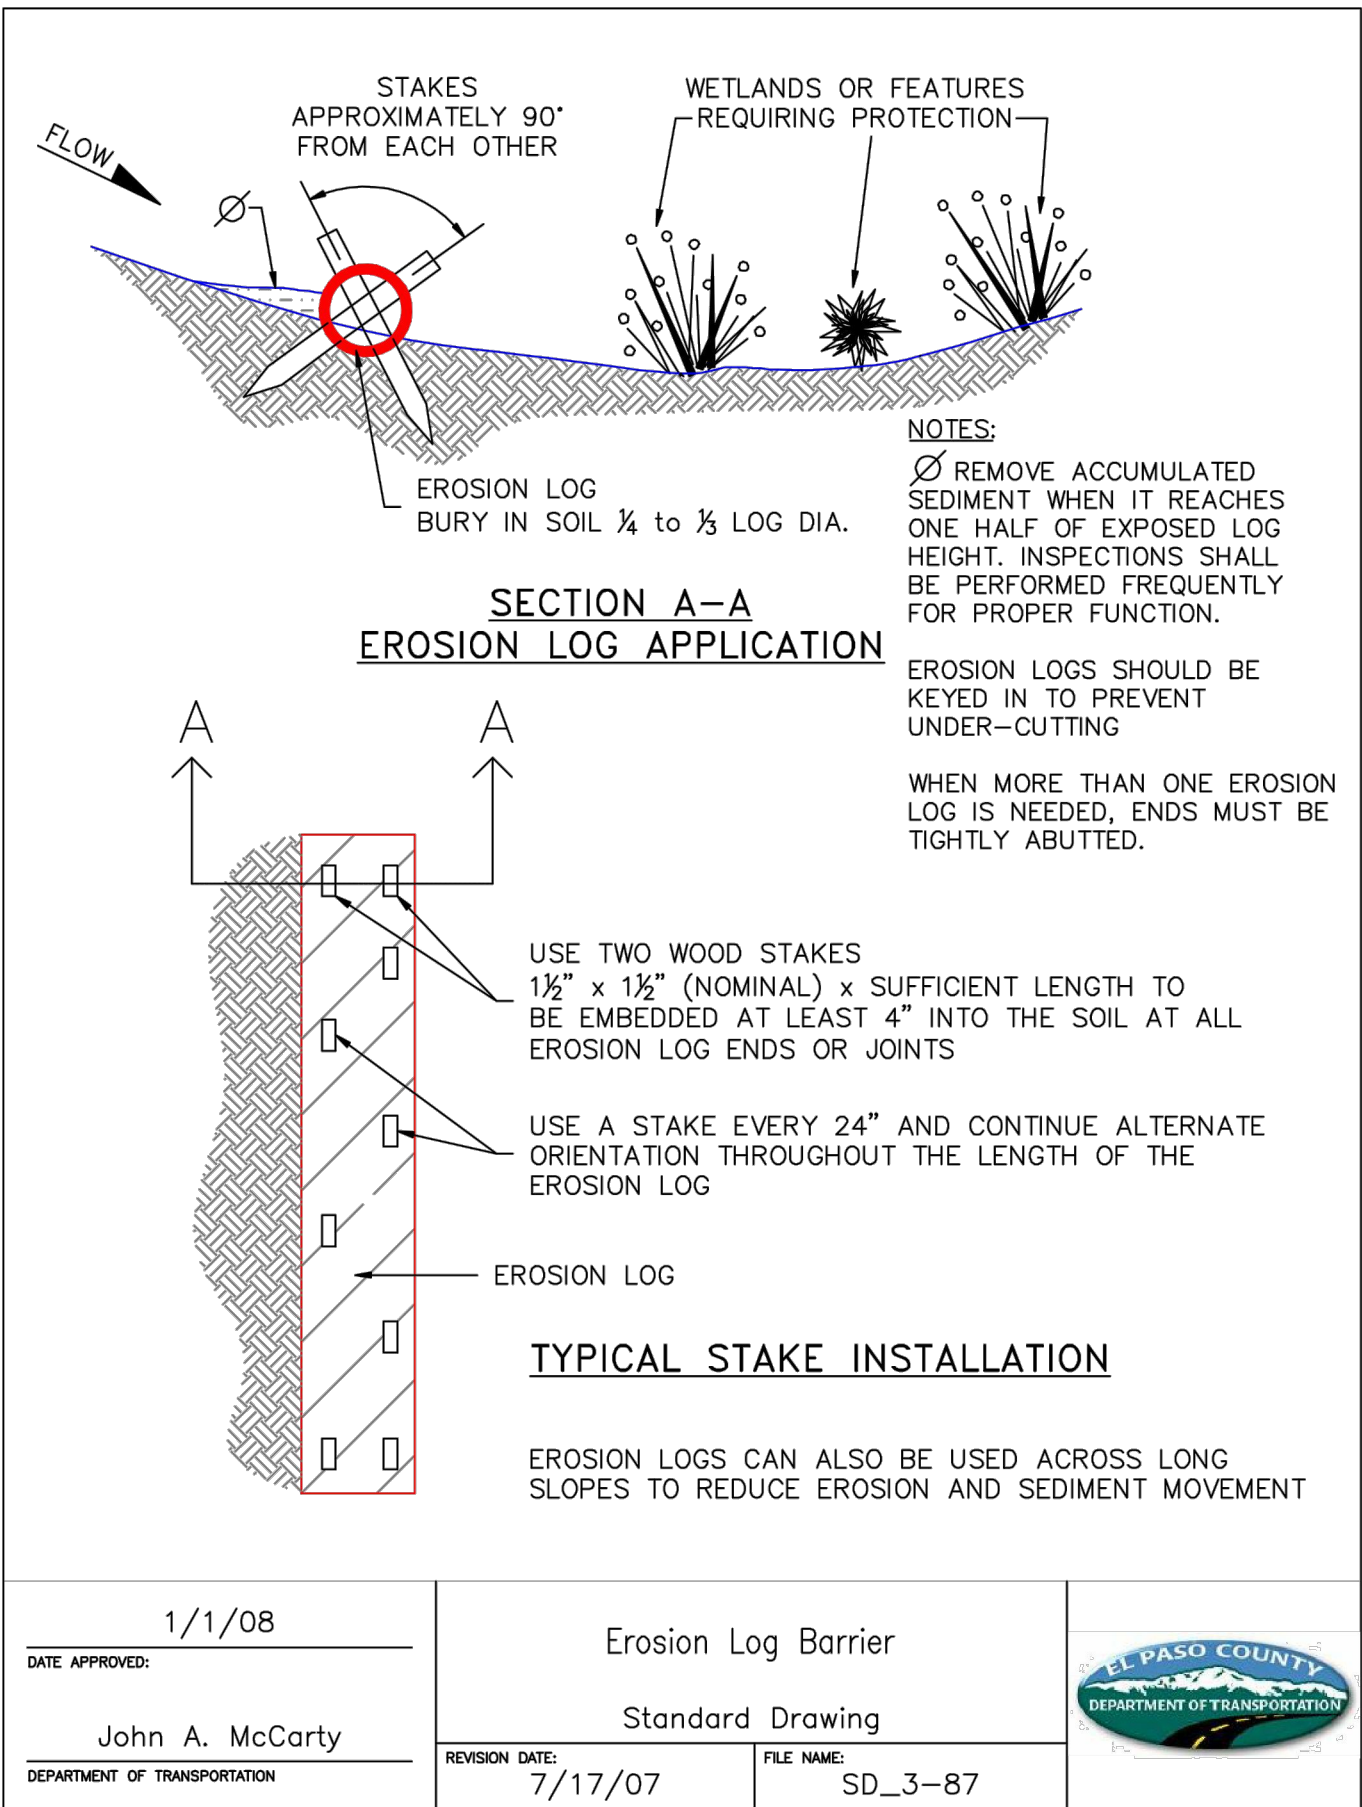 STAKES
APPROXIMATELY 90°
FROM EACH OTHER
WETLANDS OR FEATURES
REQUIRING PROTECTION
FLOW
Ø
EROSION LOG
BURY IN SOIL ¼ to ⅓ LOG DIA.
SECTION A-A
EROSION LOG APPLICATION
NOTES:
Ø REMOVE ACCUMULATED
SEDIMENT WHEN IT REACHES
ONE HALF OF EXPOSED LOG
HEIGHT. INSPECTIONS SHALL
BE PERFORMED FREQUENTLY
FOR PROPER FUNCTION.
EROSION LOGS SHOULD BE
KEYED IN TO PREVENT
UNDER-CUTTING
WHEN MORE THAN ONE EROSION
LOG IS NEEDED, ENDS MUST BE
TIGHTLY ABUTTED.
A
A
USE TWO WOOD STAKES
1½" x 1½" (NOMINAL) x SUFFICIENT LENGTH TO
BE EMBEDDED AT LEAST 4" INTO THE SOIL AT ALL
EROSION LOG ENDS OR JOINTS
USE A STAKE EVERY 24" AND CONTINUE ALTERNATE
ORIENTATION THROUGHOUT THE LENGTH OF THE
EROSION LOG
EROSION LOG
TYPICAL STAKE INSTALLATION
EROSION LOGS CAN ALSO BE USED ACROSS LONG
SLOPES TO REDUCE EROSION AND SEDIMENT MOVEMENT
1/1/08
DATE APPROVED:
John A. McCarty
DEPARTMENT OF TRANSPORTATION
Erosion Log Barrier
Standard Drawing
REVISION DATE:
7/17/07
FILE NAME:
SD_3-87
EL PASO COUNTY
DEPARTMENT OF TRANSPORTATION